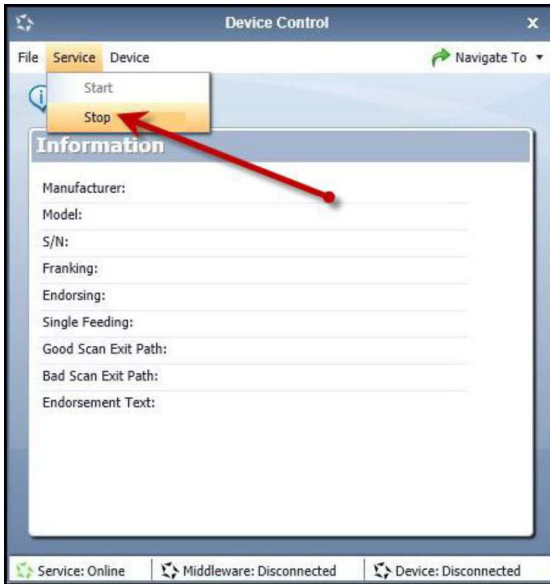 Device Control x
File Service Device Navigate To
Start
Stop
Information
Manufacturer:
Model:
S/N:
Franking:
Endorsing:
Single Feeding:
Good Scan Exit Path:
Bad Scan Exit Path:
Endorsement Text:
Service: Online Middleware: Disconnected Device: Disconnected